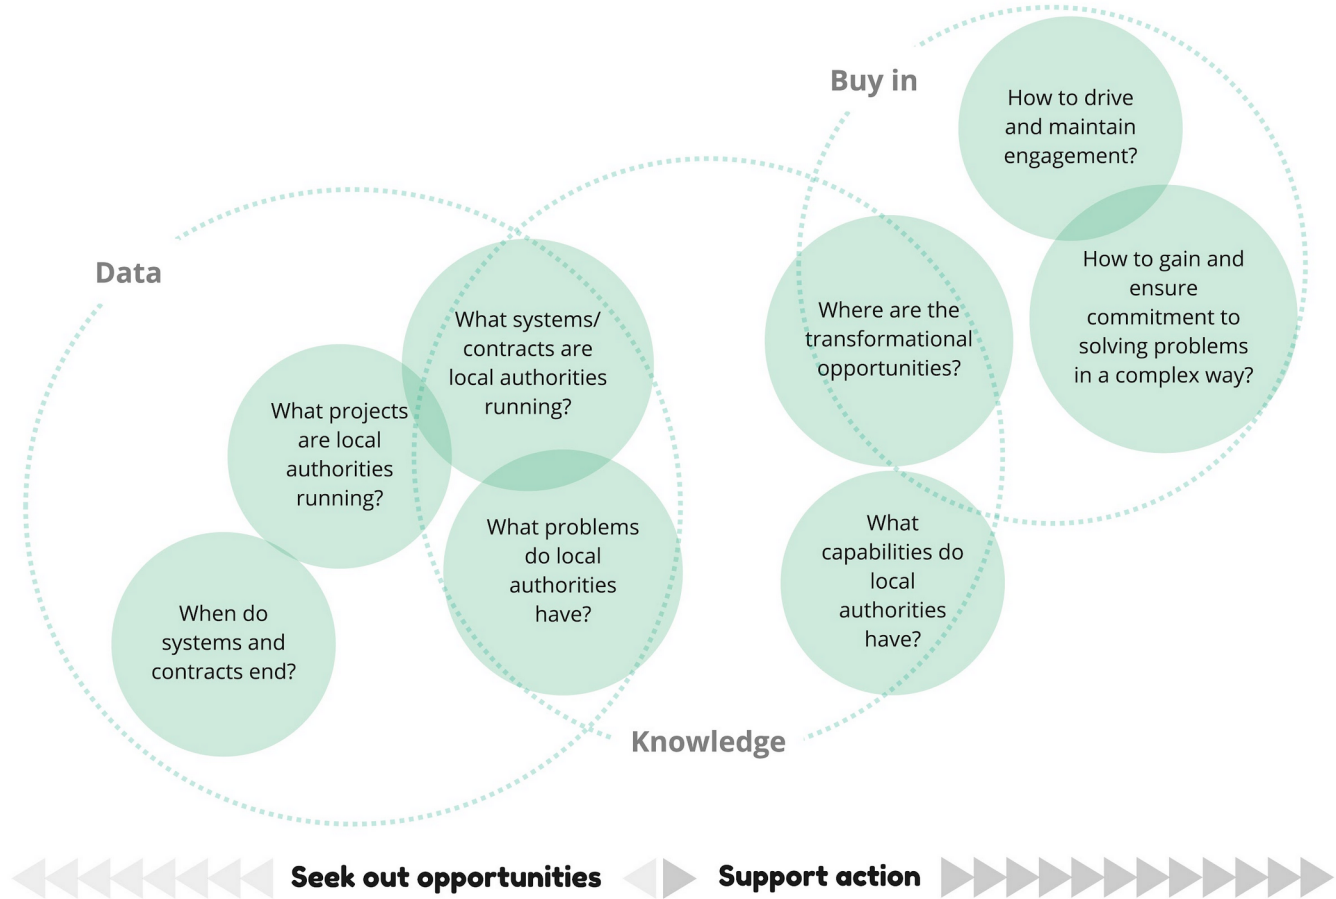 Buy in
How to drive
and maintain
engagement?
Data
How to gain and
ensure
commitment to
solving problems
in a complex way?
What systems/
contracts are
local authorities
running?
Where are the
transformational
opportunities?
What projects
are local
authorities
running?
What problems
do local
authorities
have?
What
capabilities do
local
authorities
have?
When do
systems and
contracts end?
Knowledge
Seek out opportunities
Support action